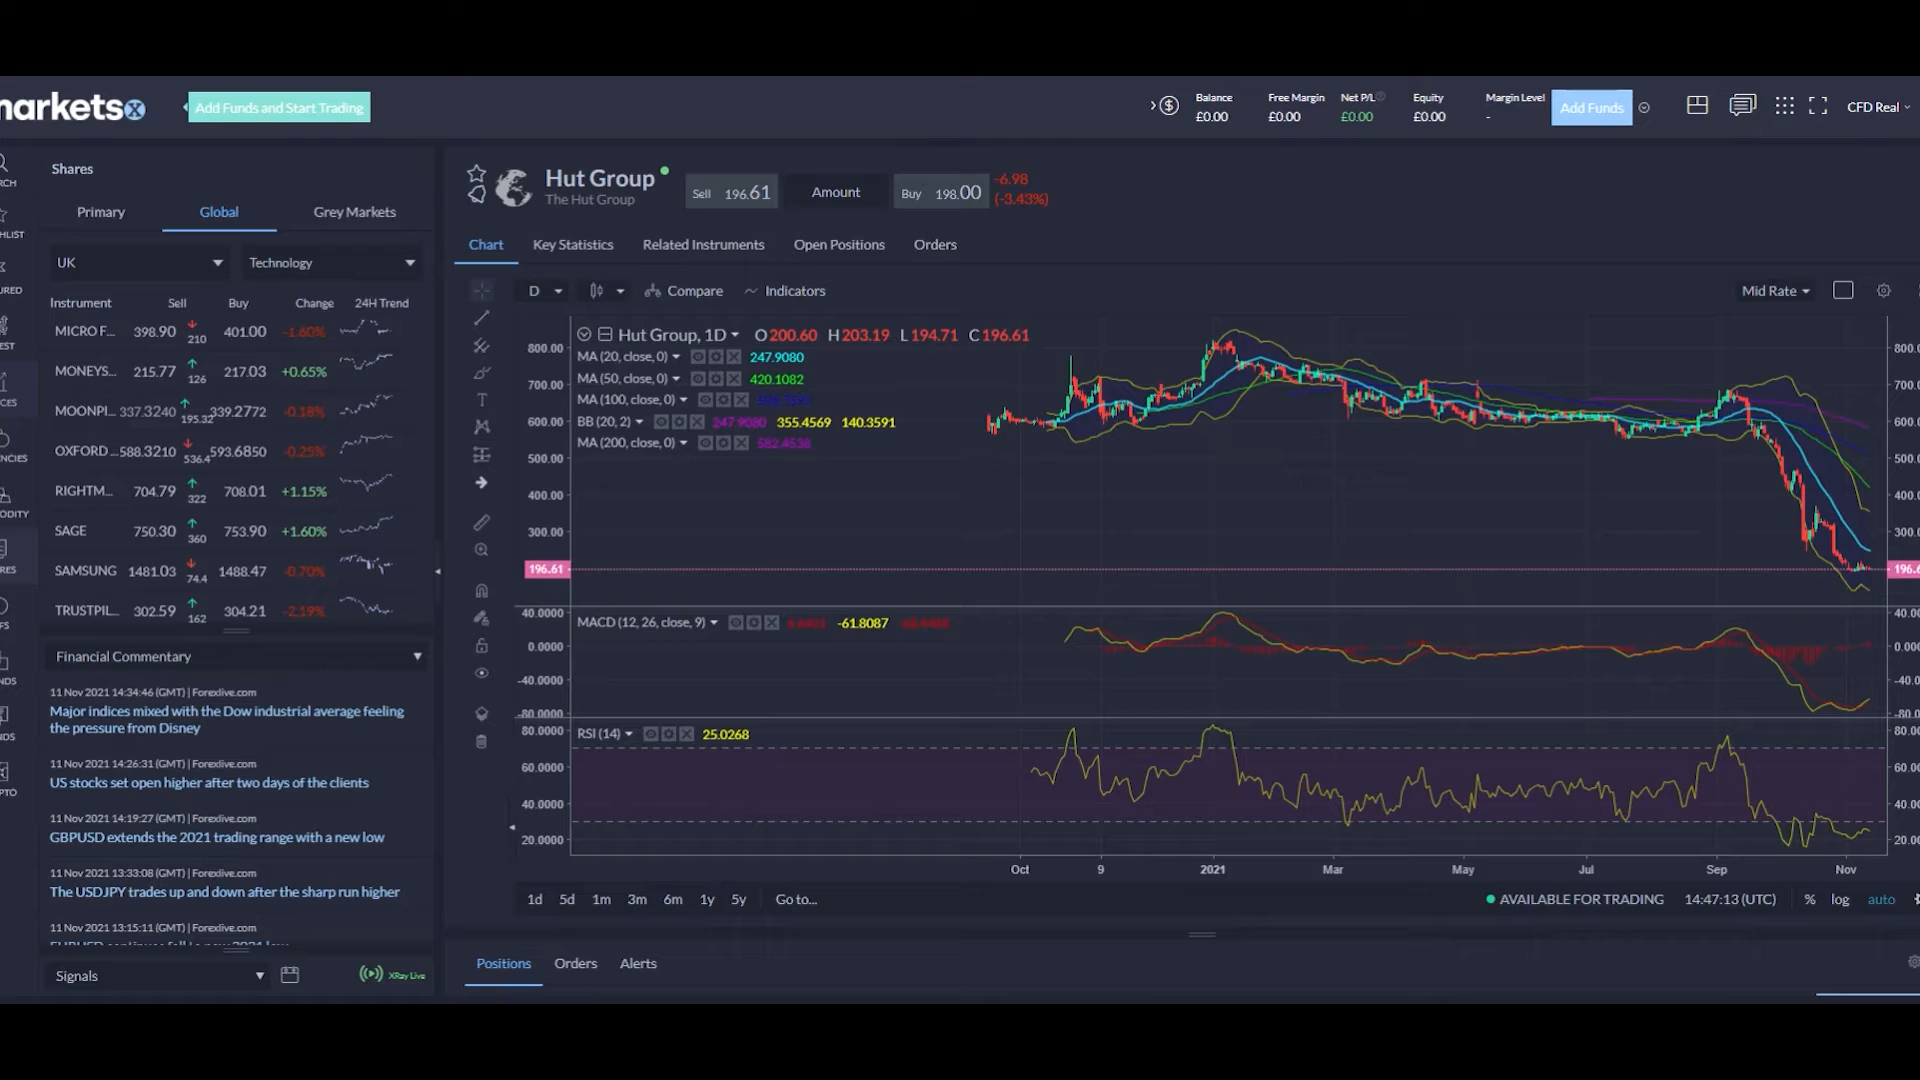 marketsx
Add Funds and Start Trading
Balance
£0.00
Free Margin
£0.00
Net P/L
£0.00
Equity
£0.00
Margin Level
-
Add Funds
CFD Real
Shares
Primary Global Grey Markets
UK Technology
Instrument Sell Buy Change 24H Trend
MICRO F... 398.90 210 401.00 -1.60%
MONEYS... 215.77 126 217.03 +0.65%
MOONPI... 337.3240 195.32 339.2772 -0.18%
OXFORD... 588.3210 536.4 593.6850 -0.25%
RIGHTM... 704.79 322 708.01 +1.15%
SAGE 750.30 360 753.90 +1.60%
SAMSUNG 1481.03 74.4 1488.47 -0.70%
TRUSTPIL... 302.59 162 304.21 -2.19%
Financial Commentary
11 Nov 2021 14:34:46 (GMT) | Forexlive.com
Major indices mixed with the Dow industrial average feeling
the pressure from Disney
11 Nov 2021 14:26:31 (GMT) | Forexlive.com
US stocks set open higher after two days of the clients
11 Nov 2021 14:19:27 (GMT) | Forexlive.com
GBPUSD extends the 2021 trading range with a new low
11 Nov 2021 13:33:08 (GMT) | Forexlive.com
The USDJPY trades up and down after the sharp run higher
11 Nov 2021 13:15:11 (GMT) | Forexlive.com
Signals
XRay Live
Hut Group
The Hut Group
Sell 196.61
Amount
Buy 198.00
-6.98
(-3.43%)
Chart Key Statistics Related Instruments Open Positions Orders
D Compare Indicators
Mid Rate
Hut Group, 1D O200.60 H203.19 L194.71 C196.61
MA (20, close, 0) 247.9080
MA (50, close, 0) 420.1082
MA (100, close, 0)
BB (20, 2) 247.9080 355.4569 140.3591
MA (200, close, 0) 582.4536
800.00
700.00
600.00
500.00
400.00
300.00
196.61
MACD (12, 26, close, 9) -61.8087
40.0000
0.0000
-40.0000
-80.0000
RSI (14) 25.0268
80.0000
60.0000
40.0000
20.0000
Oct 9 2021 Mar May Jul Sep Nov
1d 5d 1m 3m 6m 1y 5y Go to...
AVAILABLE FOR TRADING 14:47:13 (UTC) % log auto
Positions Orders Alerts